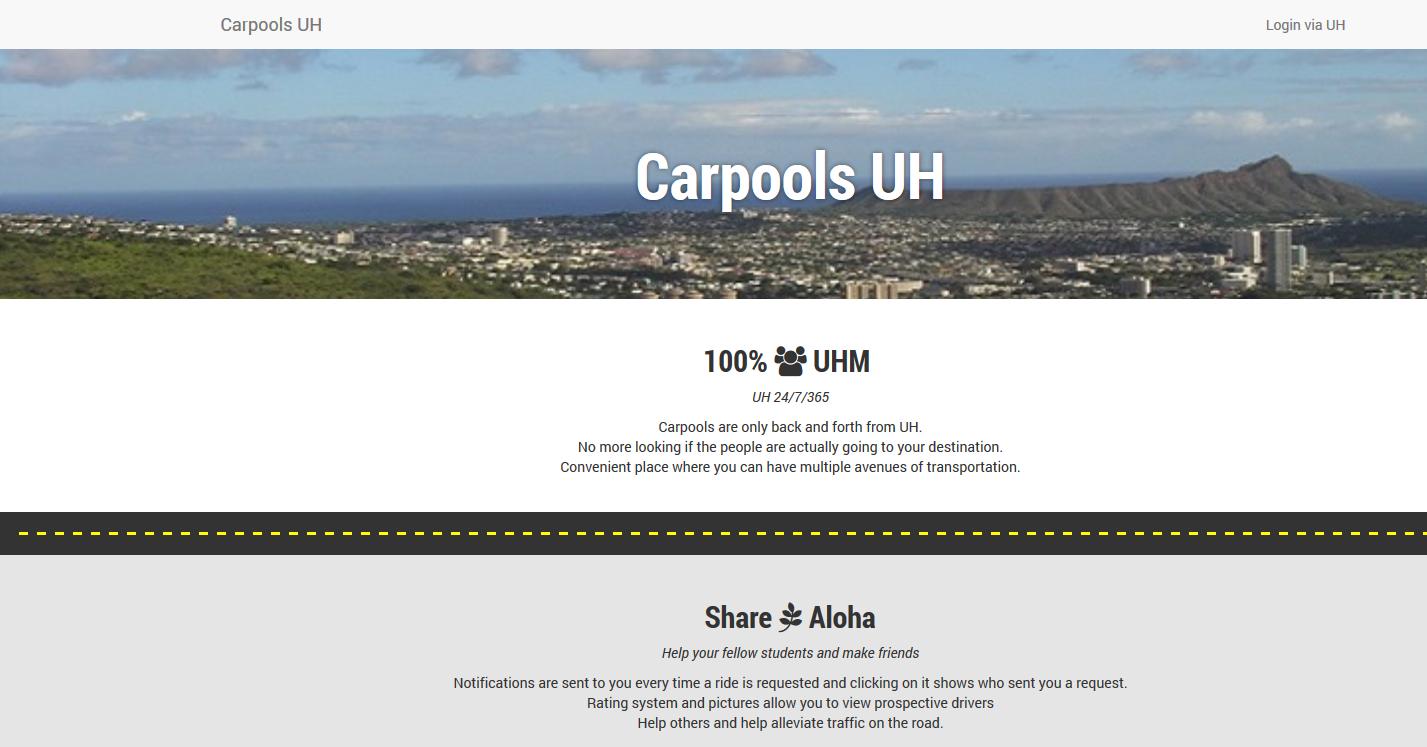 Carpools UH
Login via UH
Carpools UH
100% UHM
UH 24/7/365
Carpools are only back and forth from UH.
No more looking if the people are actually going to your destination.
Convenient place where you can have multiple avenues of transportation.
Share Aloha
Help your fellow students and make friends
Notifications are sent to you every time a ride is requested and clicking on it shows who sent you a request.
Rating system and pictures allow you to view prospective drivers
Help others and help alleviate traffic on the road.